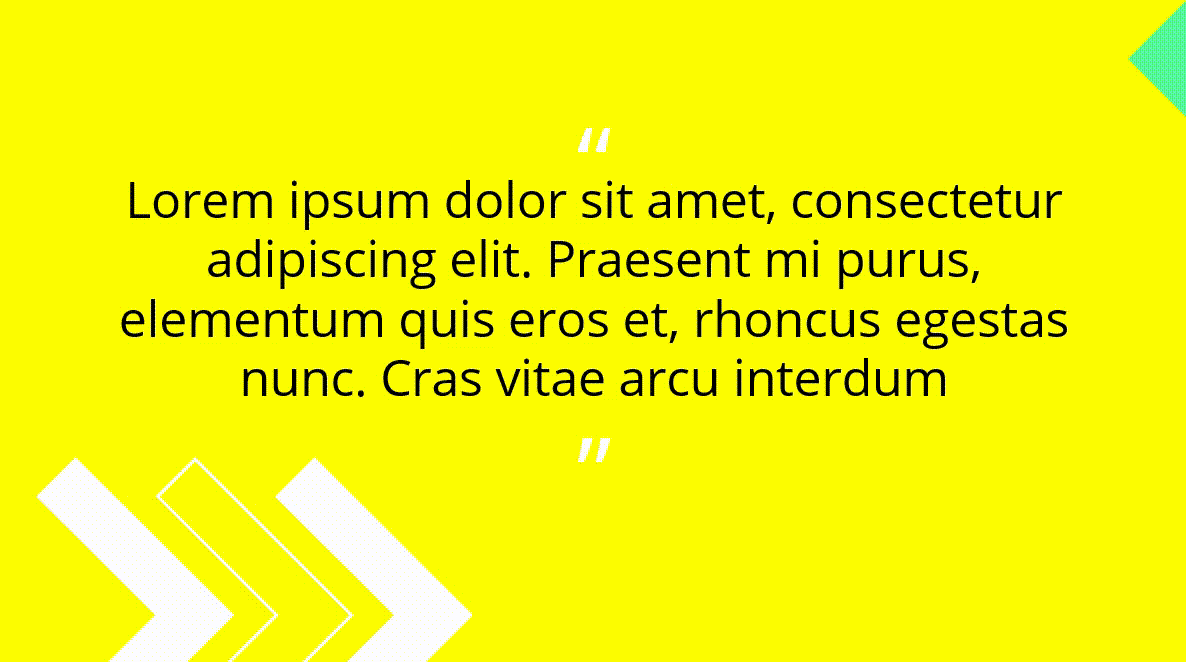 “
Lorem ipsum dolor sit amet, consectetur
adipiscing elit. Praesent mi purus,
elementum quis eros et, rhoncus egestas
nunc. Cras vitae arcu interdum
”